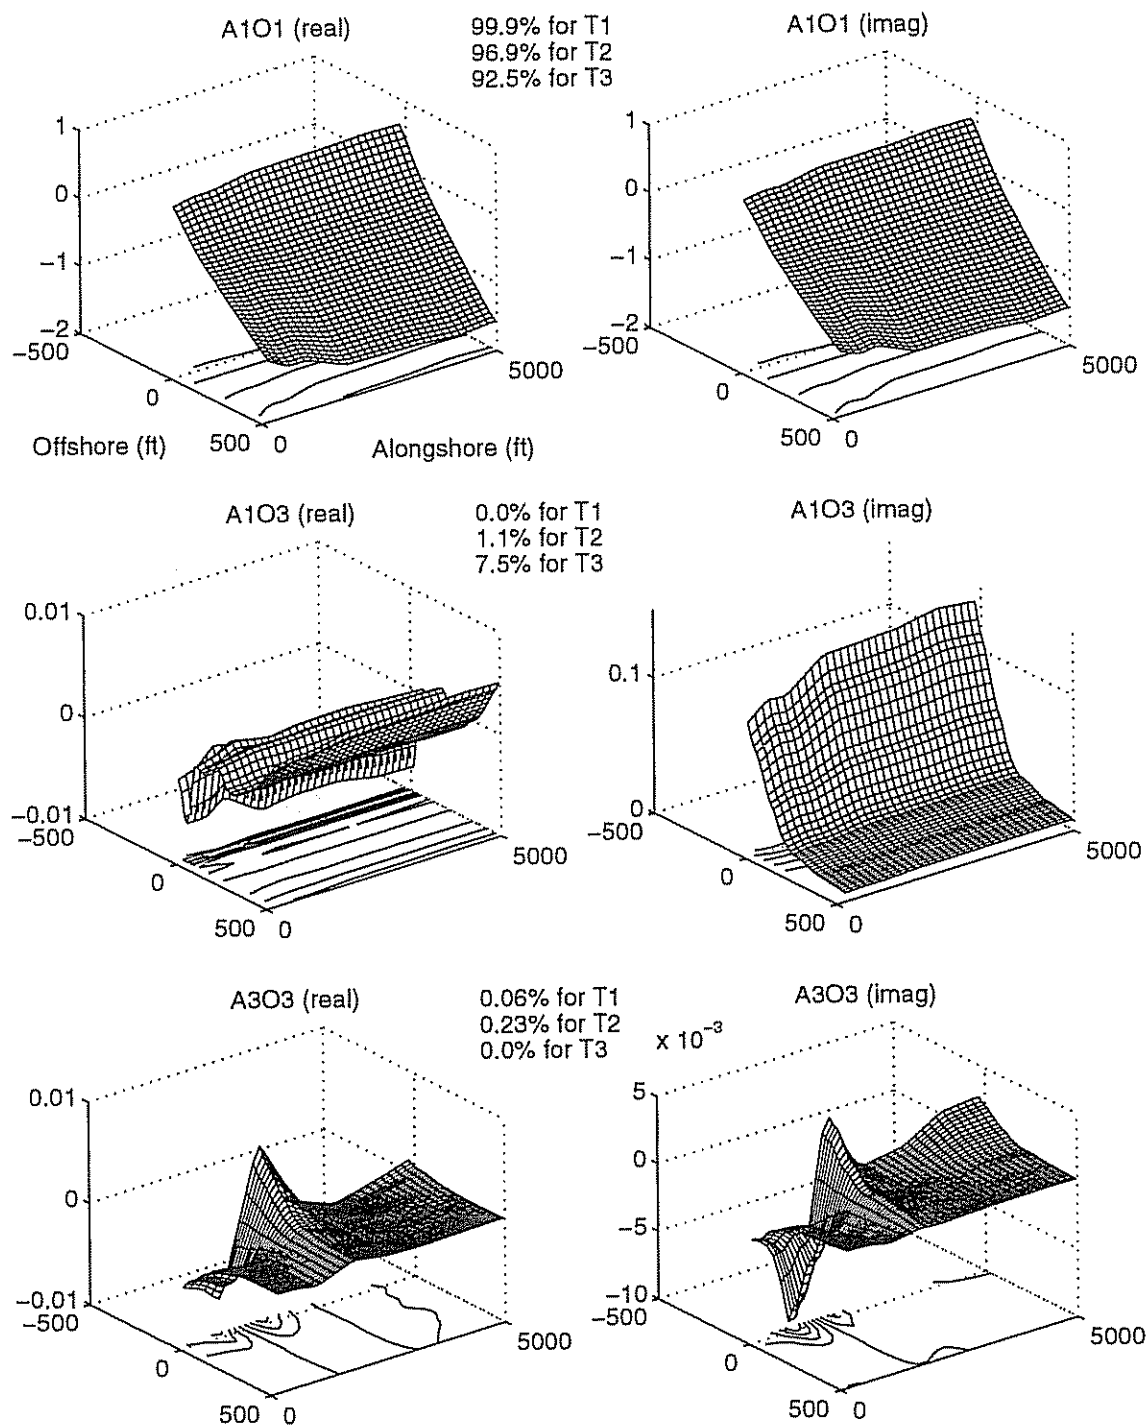 A1O1 (real)
99.9% for T1
96.9% for T2
92.5% for T3
A1O1 (imag)
1
0
−1
−2
−500
0
500
0
5000
Offshore (ft)
Alongshore (ft)
1
0
−1
−2
−500
0
500
0
5000
A1O3 (real)
0.0% for T1
1.1% for T2
7.5% for T3
A1O3 (imag)
0.01
0
−0.01
−500
0
500
0
5000
0.1
0
−500
0
500
0
5000
A3O3 (real)
0.06% for T1
0.23% for T2
0.0% for T3
A3O3 (imag)
x 10⁻³
0.01
0
−0.01
−500
0
500
0
5000
5
0
−5
−10
−500
0
500
0
5000